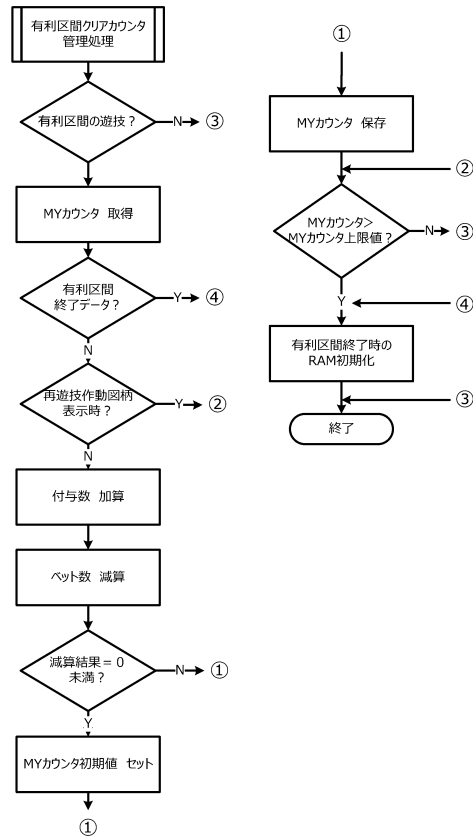 有利区間クリアカウンタ
管理処理
有利区間の遊技？
N
③
MYカウンタ 取得
有利区間
終了データ？
Y
④
N
再遊技作動図柄
表示時？
Y
②
N
付与数 加算
ベット数 減算
減算結果＝０
未満？
N
①
Y
MYカウンタ初期値 セット
①
①
MYカウンタ 保存
②
MYカウンタ＞
MYカウンタ上限値？
N
③
Y
④
有利区間終了時の
RAM初期化
③
終了